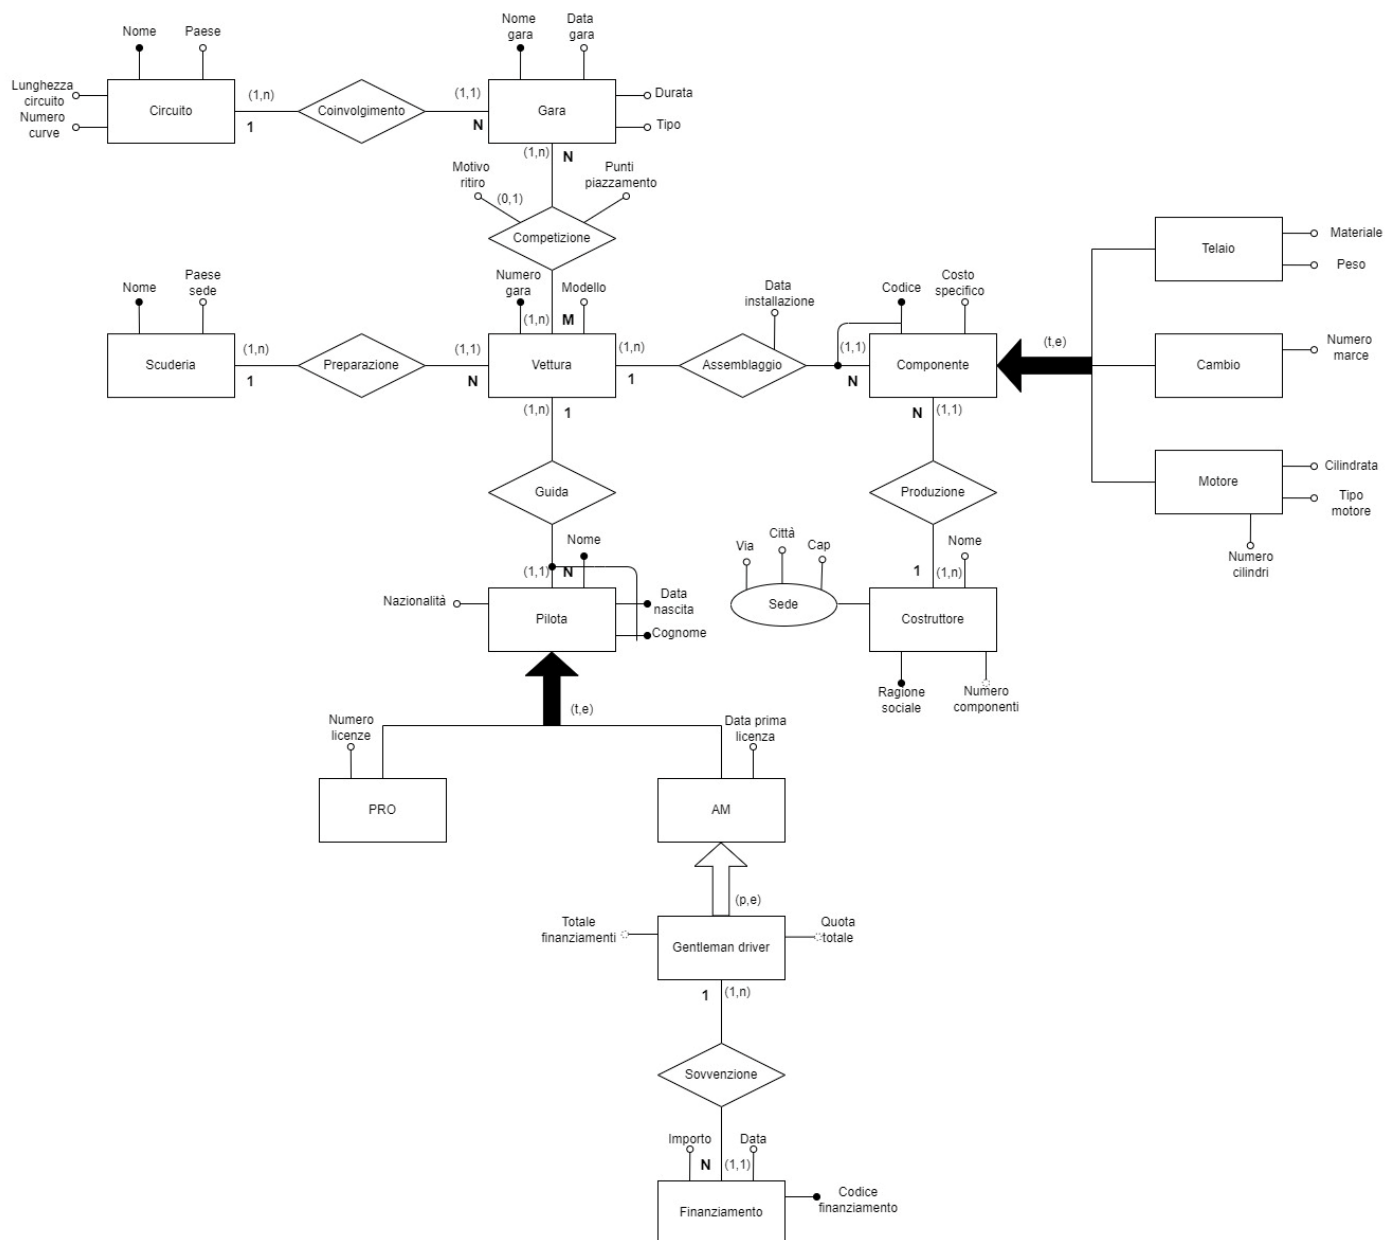 Nome
Paese
Lunghezza
circuito
Numero
curve
Circuito
(1,n)
1
Coinvolgimento
(1,1)
N
Nome
gara
Data
gara
Gara
Durata
Tipo
(1,n)
N
Motivo
ritiro
(0,1)
Punti
piazzamento
Competizione
Nome
Paese
sede
Scuderia
(1,n)
1
Preparazione
(1,1)
N
Numero
gara
Modello
(1,n)
M
Vettura
(1,n)
1
Data
installazione
Assemblaggio
(1,1)
N
Codice
Costo
specifico
Componente
(t,e)
Telaio
Materiale
Peso
Cambio
Numero
marce
Motore
Cilindrata
Tipo
motore
Numero
cilindri
(1,n)
1
Guida
N
(1,1)
Produzione
Nome
(1,1)
N
Nazionalità
Pilota
Data
nascita
Cognome
Via
Città
Cap
Sede
1
(1,n)
Nome
Costruttore
Ragione
sociale
Numero
componenti
(t,e)
Numero
licenze
PRO
Data prima
licenza
AM
(p,e)
Totale
finanziamenti
Gentleman driver
Quota
totale
1
(1,n)
Sovvenzione
Importo
Data
N
(1,1)
Finanziamento
Codice
finanziamento